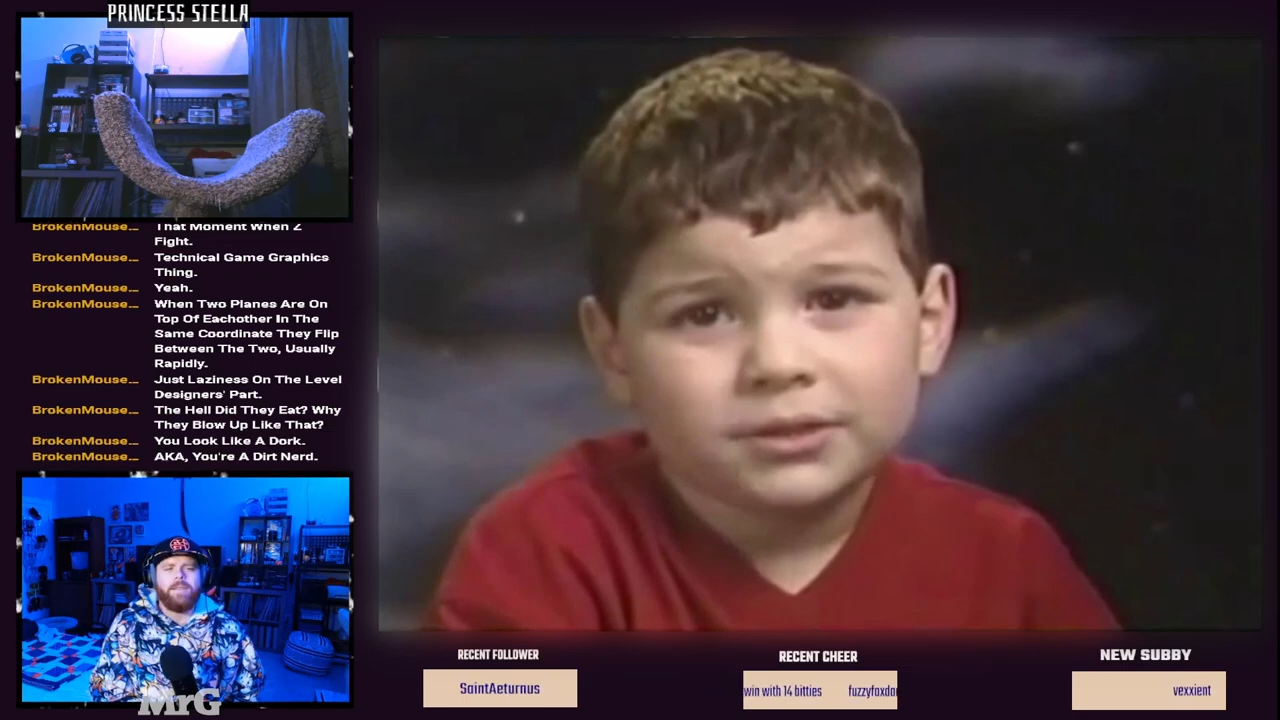 PRINCESS STELLA
BrokenMouse... That Moment When Z
Fight.
BrokenMouse... Technical Game Graphics
Thing.
BrokenMouse... Yeah.
BrokenMouse... When Two Planes Are On
Top Of Eachother In The
Same Coordinate They Flip
Between The Two, Usually
Rapidly.
BrokenMouse... Just Laziness On The Level
Designers' Part.
BrokenMouse... The Hell Did They Eat? Why
They Blow Up Like That?
BrokenMouse... You Look Like A Dork.
BrokenMouse... AKA, You're A Dirt Nerd.
MrG
RECENT FOLLOWER
SaintAeturnus
RECENT CHEER
win with 14 bitties fuzzyfoxdo
NEW SUBBY
vexxient